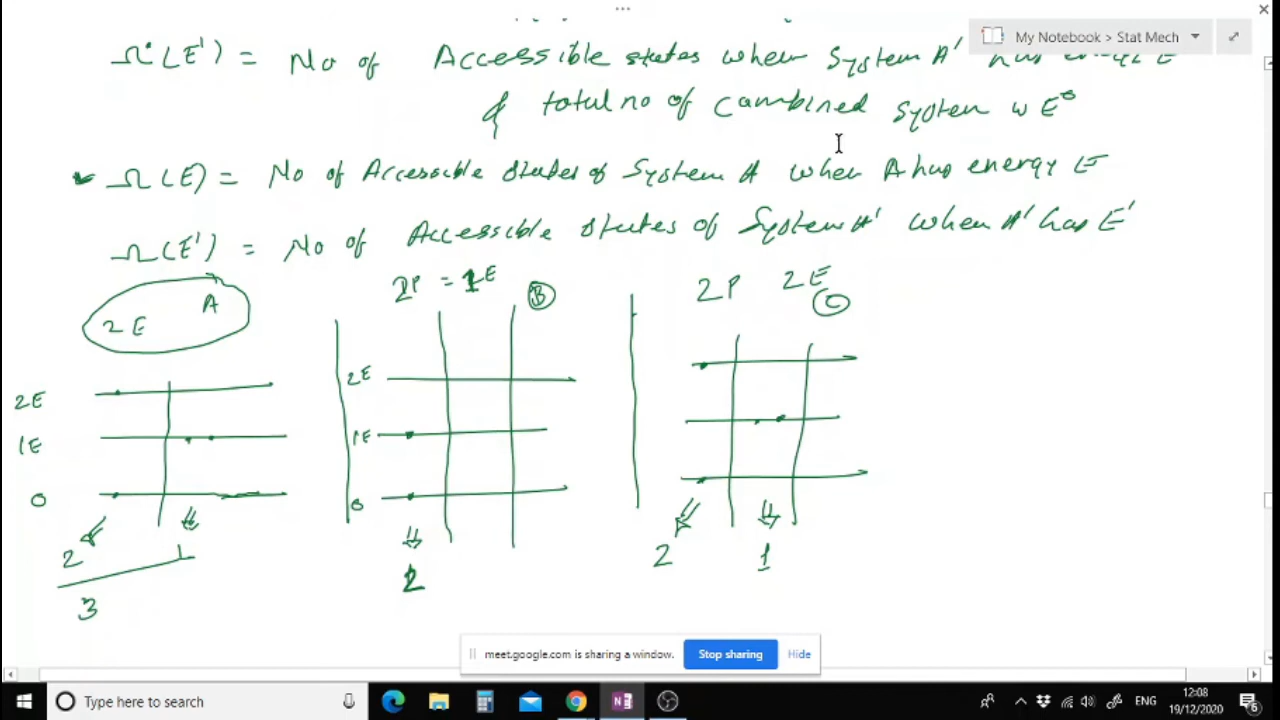 ...
My Notebook > Stat Mech
Ω°(E') = No of Accessible states when System A' has energy E'
& total no of Combined System w E°
Ω(E) = No of Accessible States of System A when A has energy E
Ω(E') = No of Accessible States of System A' when A' has E'
2E A
2P = 1E B
2P 2E C
2E
1E
0
2 1
3
2E
1E
0
2
2 1
meet.google.com is sharing a window.
Stop sharing
Hide
Type here to search
ENG
12:08
19/12/2020
6